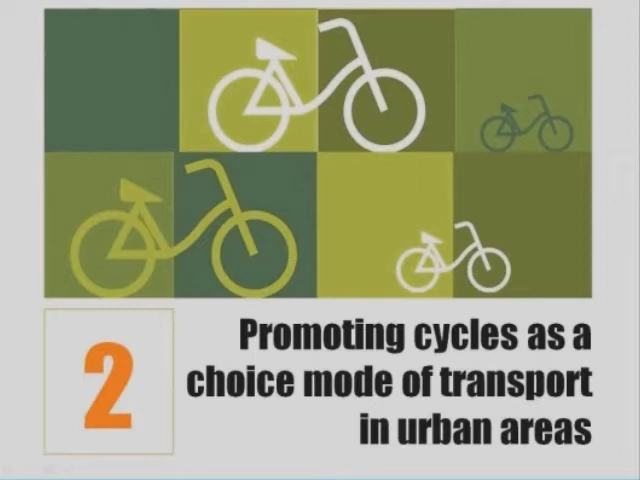 2
Promoting cycles as a
choice mode of transport
in urban areas